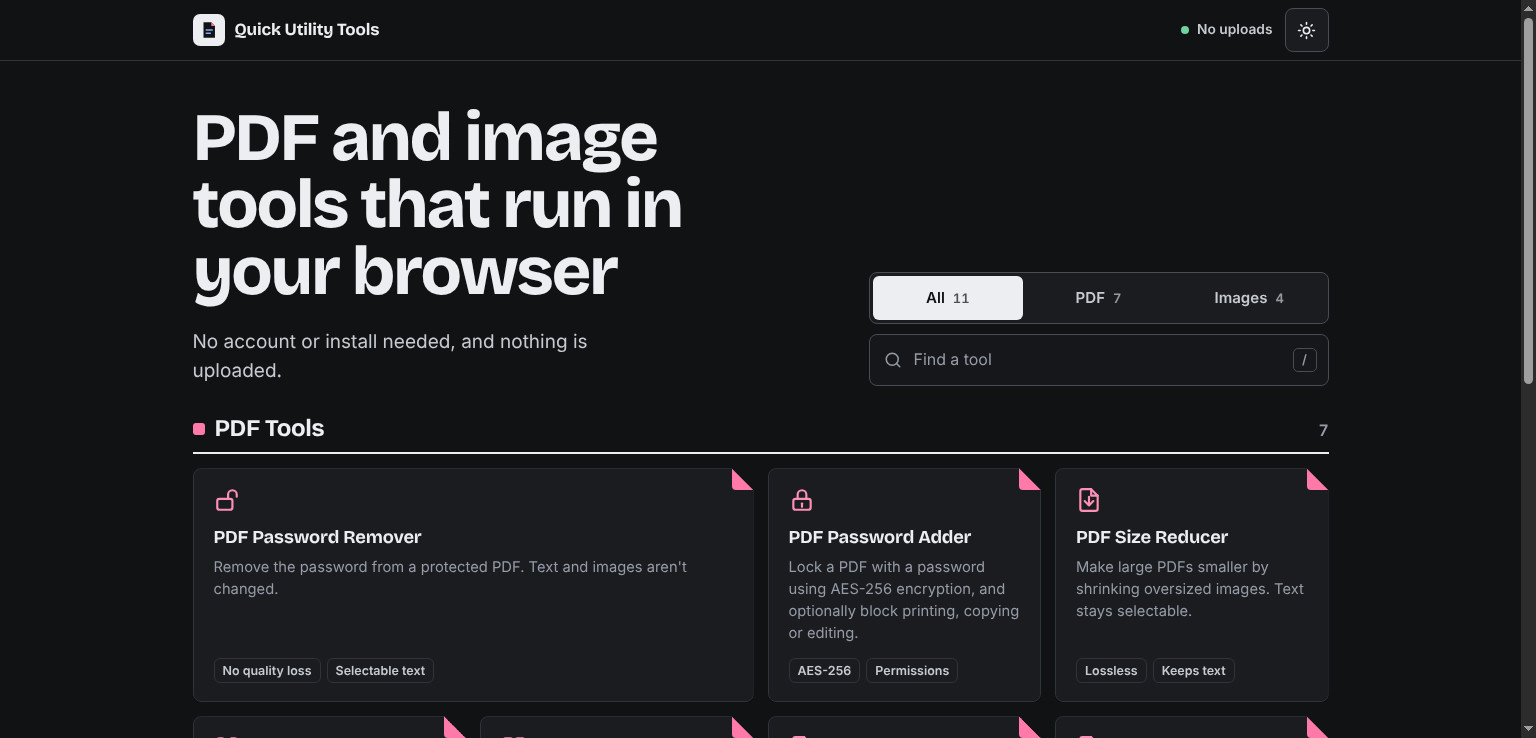 Quick Utility Tools
No uploads
PDF and image
tools that run in
your browser
No account or install needed, and nothing is
uploaded.
All 11
PDF 7
Images 4
Find a tool
/
PDF Tools
7
PDF Password Remover
Remove the password from a protected PDF. Text and images aren't
changed.
No quality loss
Selectable text
PDF Password Adder
Lock a PDF with a password
using AES-256 encryption, and
optionally block printing, copying
or editing.
AES-256
Permissions
PDF Size Reducer
Make large PDFs smaller by
shrinking oversized images. Text
stays selectable.
Lossless
Keeps text